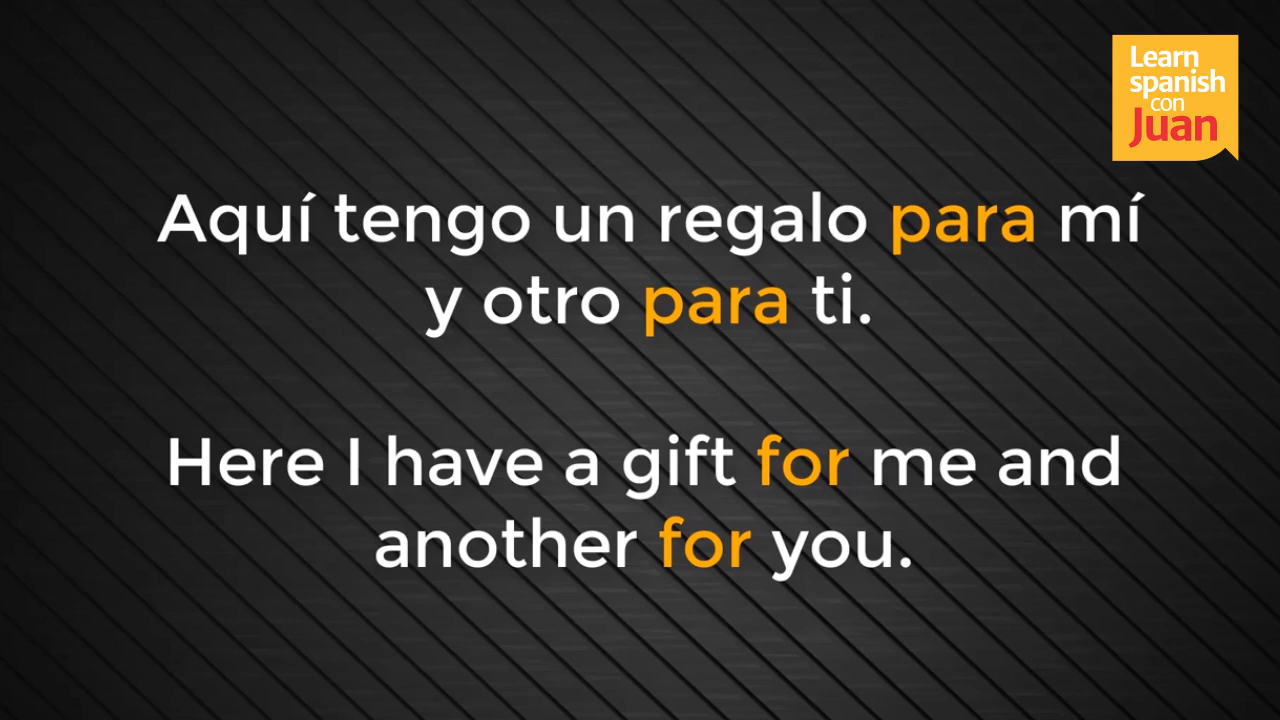 Learn
spanish
con
Juan
Aquí tengo un regalo para mí
y otro para ti.
Here I have a gift for me and
another for you.